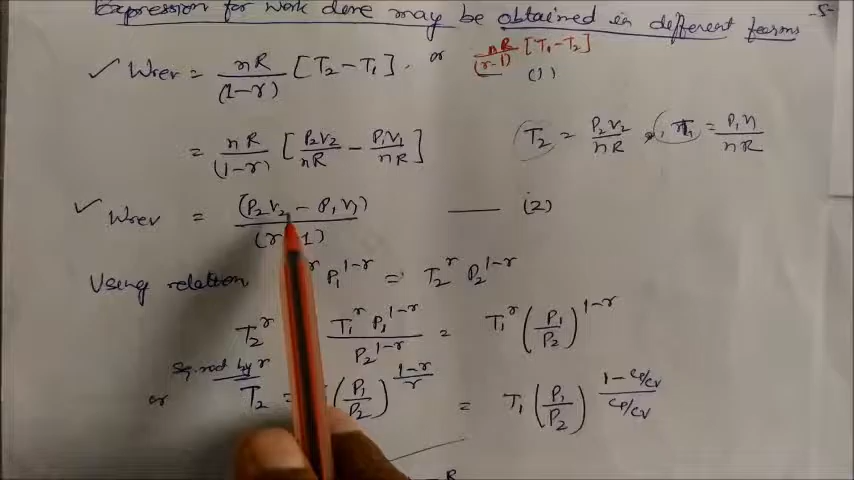 Expression for work done may be obtained in different forms -5-
✓ Wrev = nR/(1-r) [T2 - T1]. or nR/(r-1) [T1 - T2] (1)
= nR/(1-r) [P2V2/nR - P1V1/nR] T2 = P2V2/nR , T1 = P1V1/nR
✓ Wrev = (P2V2 - P1V1)/(r 1) —— (2)
Using relation r P1^1-r = T2^r P2^1-r
T2^r T1^r P1^1-r / P2^1-r = T1^r (P1/P2)^1-r
by r
or T2 = (P1/P2)^(1-r)/r = T1 (P1/P2)^(1-Cp/Cv)/(Cp/Cv)
R